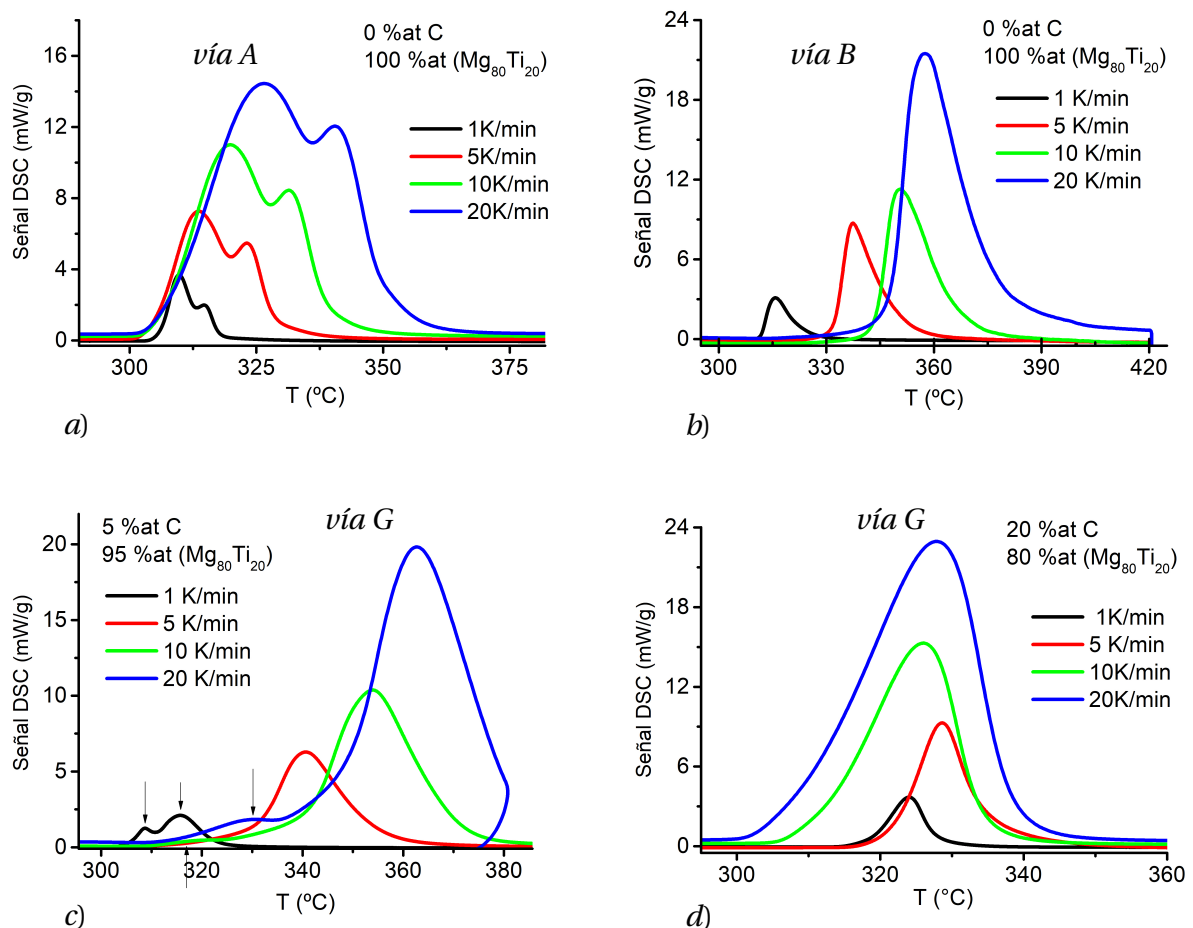 vía A
0 %at C
100 %at (Mg80Ti20)
1K/min
5K/min
10K/min
20K/min
Señal DSC (mW/g)
16
12
8
4
0
300
325
350
375
T (ºC)
a)
vía B
0 %at C
100 %at (Mg80Ti20)
1 K/min
5 K/min
10 K/min
20 K/min
Señal DSC (mW/g)
24
18
12
6
0
300
330
360
390
420
T (ºC)
b)
vía G
5 %at C
95 %at (Mg80Ti20)
1 K/min
5 K/min
10 K/min
20 K/min
Señal DSC (mW/g)
20
15
10
5
0
300
320
340
360
380
T (ºC)
c)
vía G
20 %at C
80 %at (Mg80Ti20)
1K/min
5 K/min
10K/min
20K/min
Señal DSC (mW/g)
24
18
12
6
0
300
320
340
360
T (°C)
d)